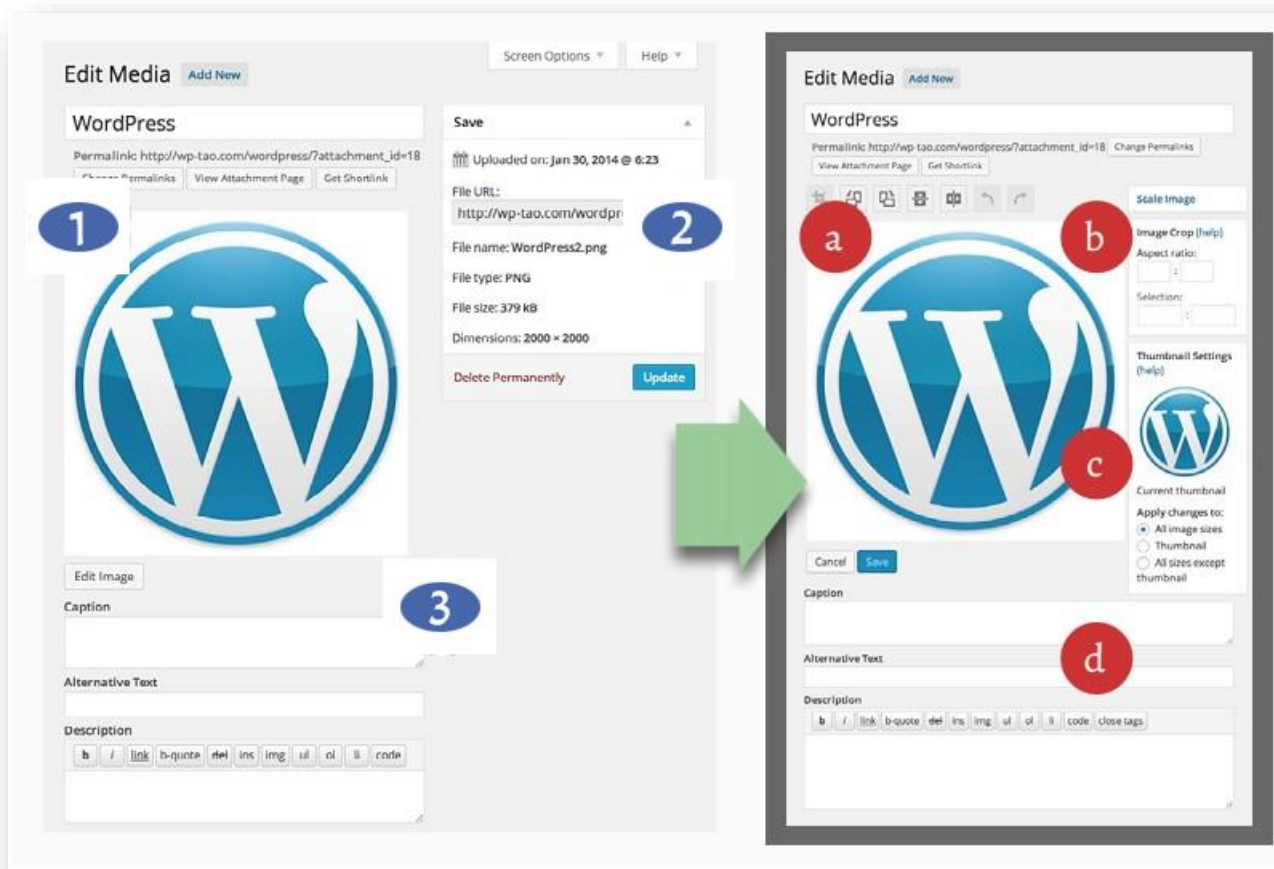 Screen Options
Help
Edit Media Add New
WordPress
Permalink: http://wp-tao.com/wordpress/?attachment_id=18
Change Permalinks View Attachment Page Get Shortlink
1
Edit Image
3
Caption
Alternative Text
Description
b i link b-quote del ins img ul ol li code
Save
Uploaded on: Jan 30, 2014 @ 6:23
File URL:
http://wp-tao.com/wordpr
2
File name: WordPress2.png
File type: PNG
File size: 379 kB
Dimensions: 2000 × 2000
Delete Permanently Update
Edit Media Add New
WordPress
Permalink: http://wp-tao.com/wordpress/?attachment_id=18 Change Permalinks
View Attachment Page Get Shortlink
a
b
c
Scale Image
Image Crop (help)
Aspect ratio:
:
Selection:
:
Thumbnail Settings
(help)
Current thumbnail
Apply changes to:
All image sizes
Thumbnail
All sizes except
thumbnail
Cancel Save
Caption
d
Alternative Text
Description
b i link b-quote del ins img ul ol li code close tags